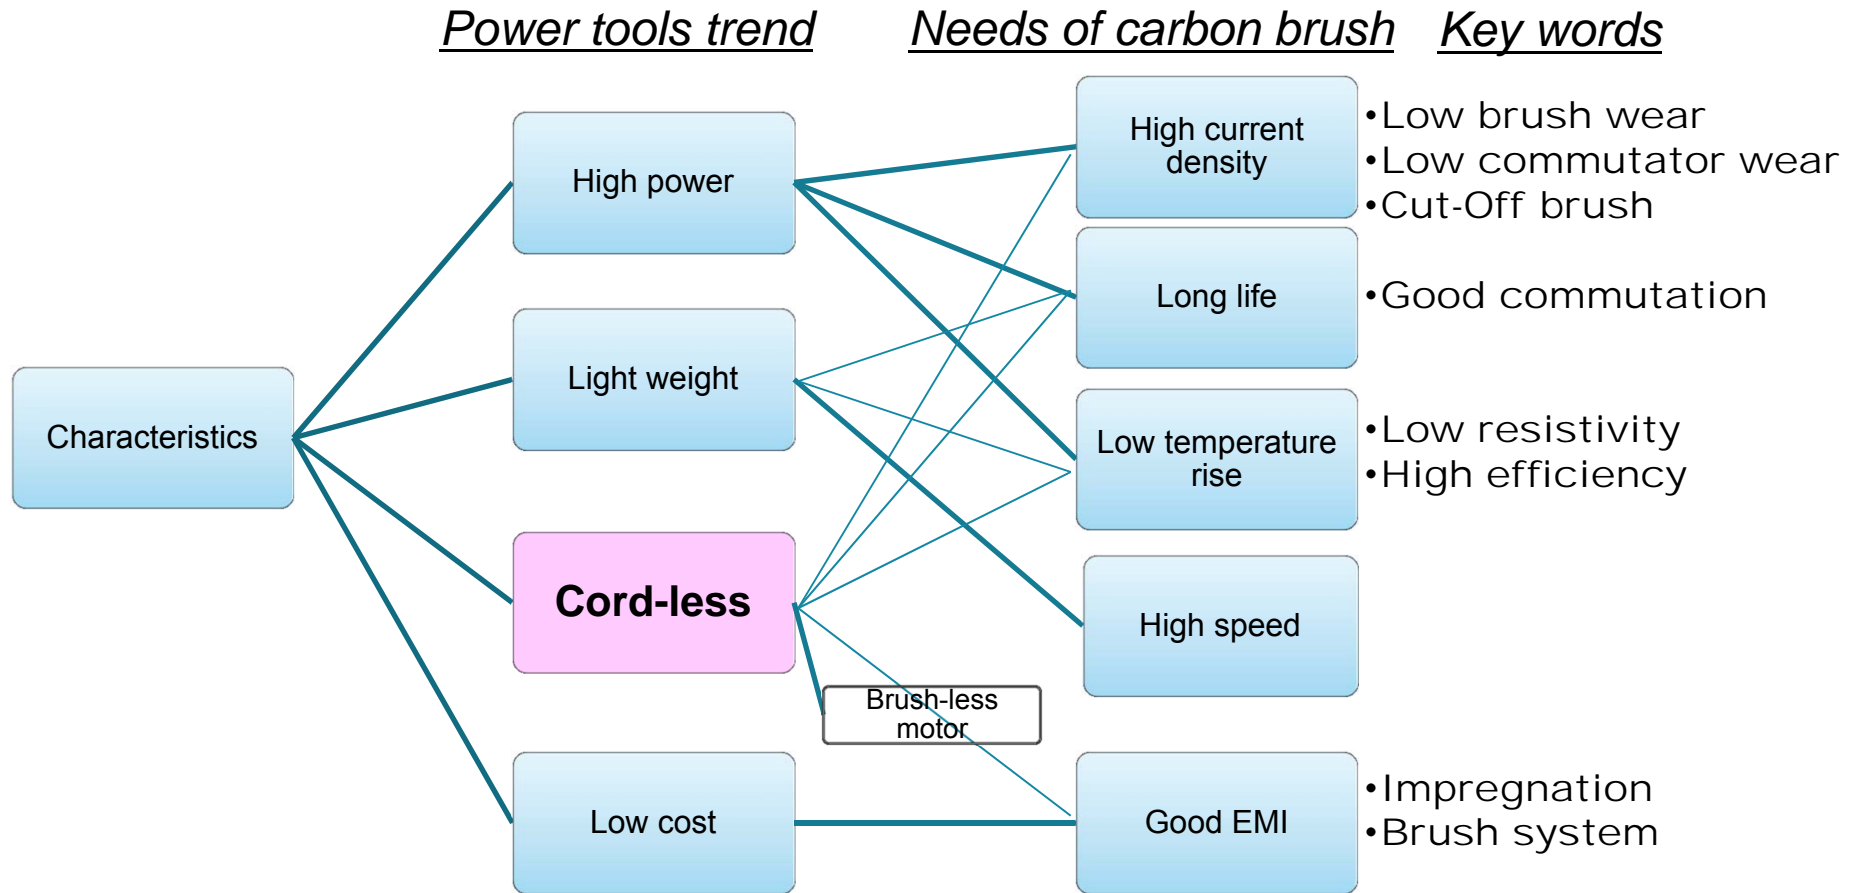 Power tools trend
Needs of carbon brush
Key words
Characteristics
High power
Light weight
Cord-less
Low cost
Brush-less
motor
High current
density
Long life
Low temperature
rise
High speed
Good EMI
•Low brush wear
•Low commutator wear
•Cut-Off brush
•Good commutation
•Low resistivity
•High efficiency
•Impregnation
•Brush system